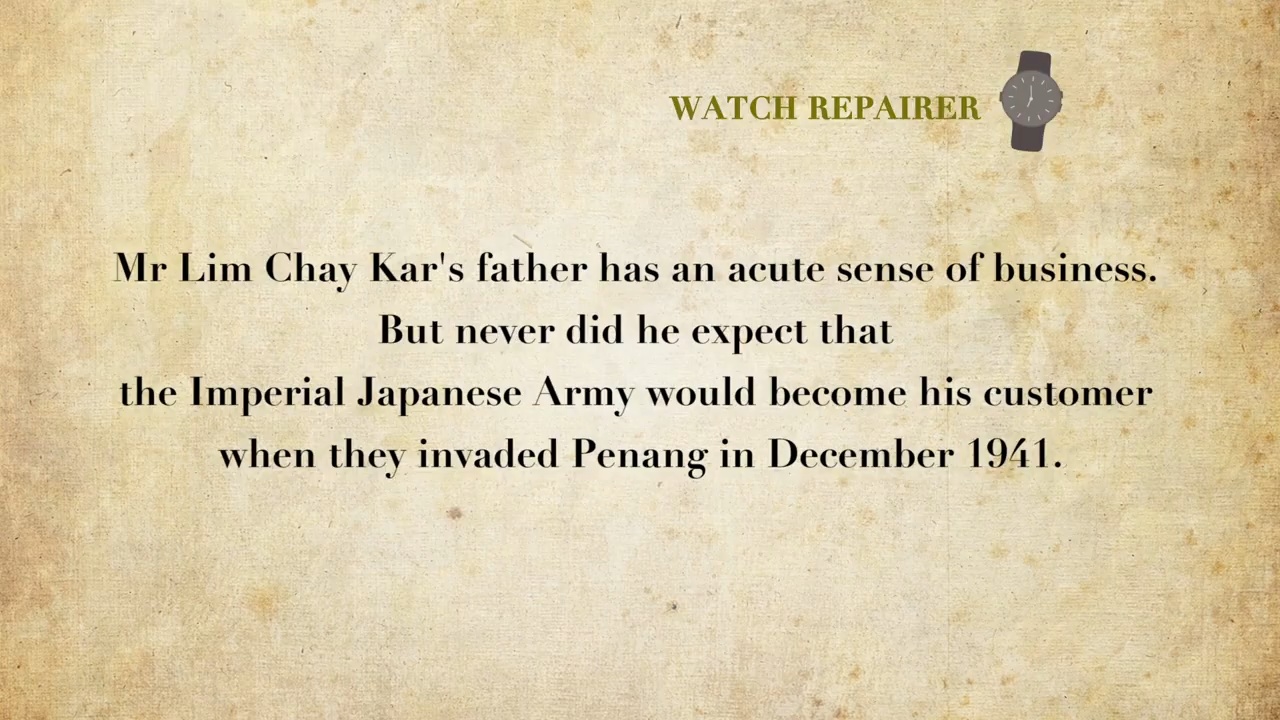 WATCH REPAIRER
Mr Lim Chay Kar's father has an acute sense of business.
But never did he expect that
the Imperial Japanese Army would become his customer
when they invaded Penang in December 1941.